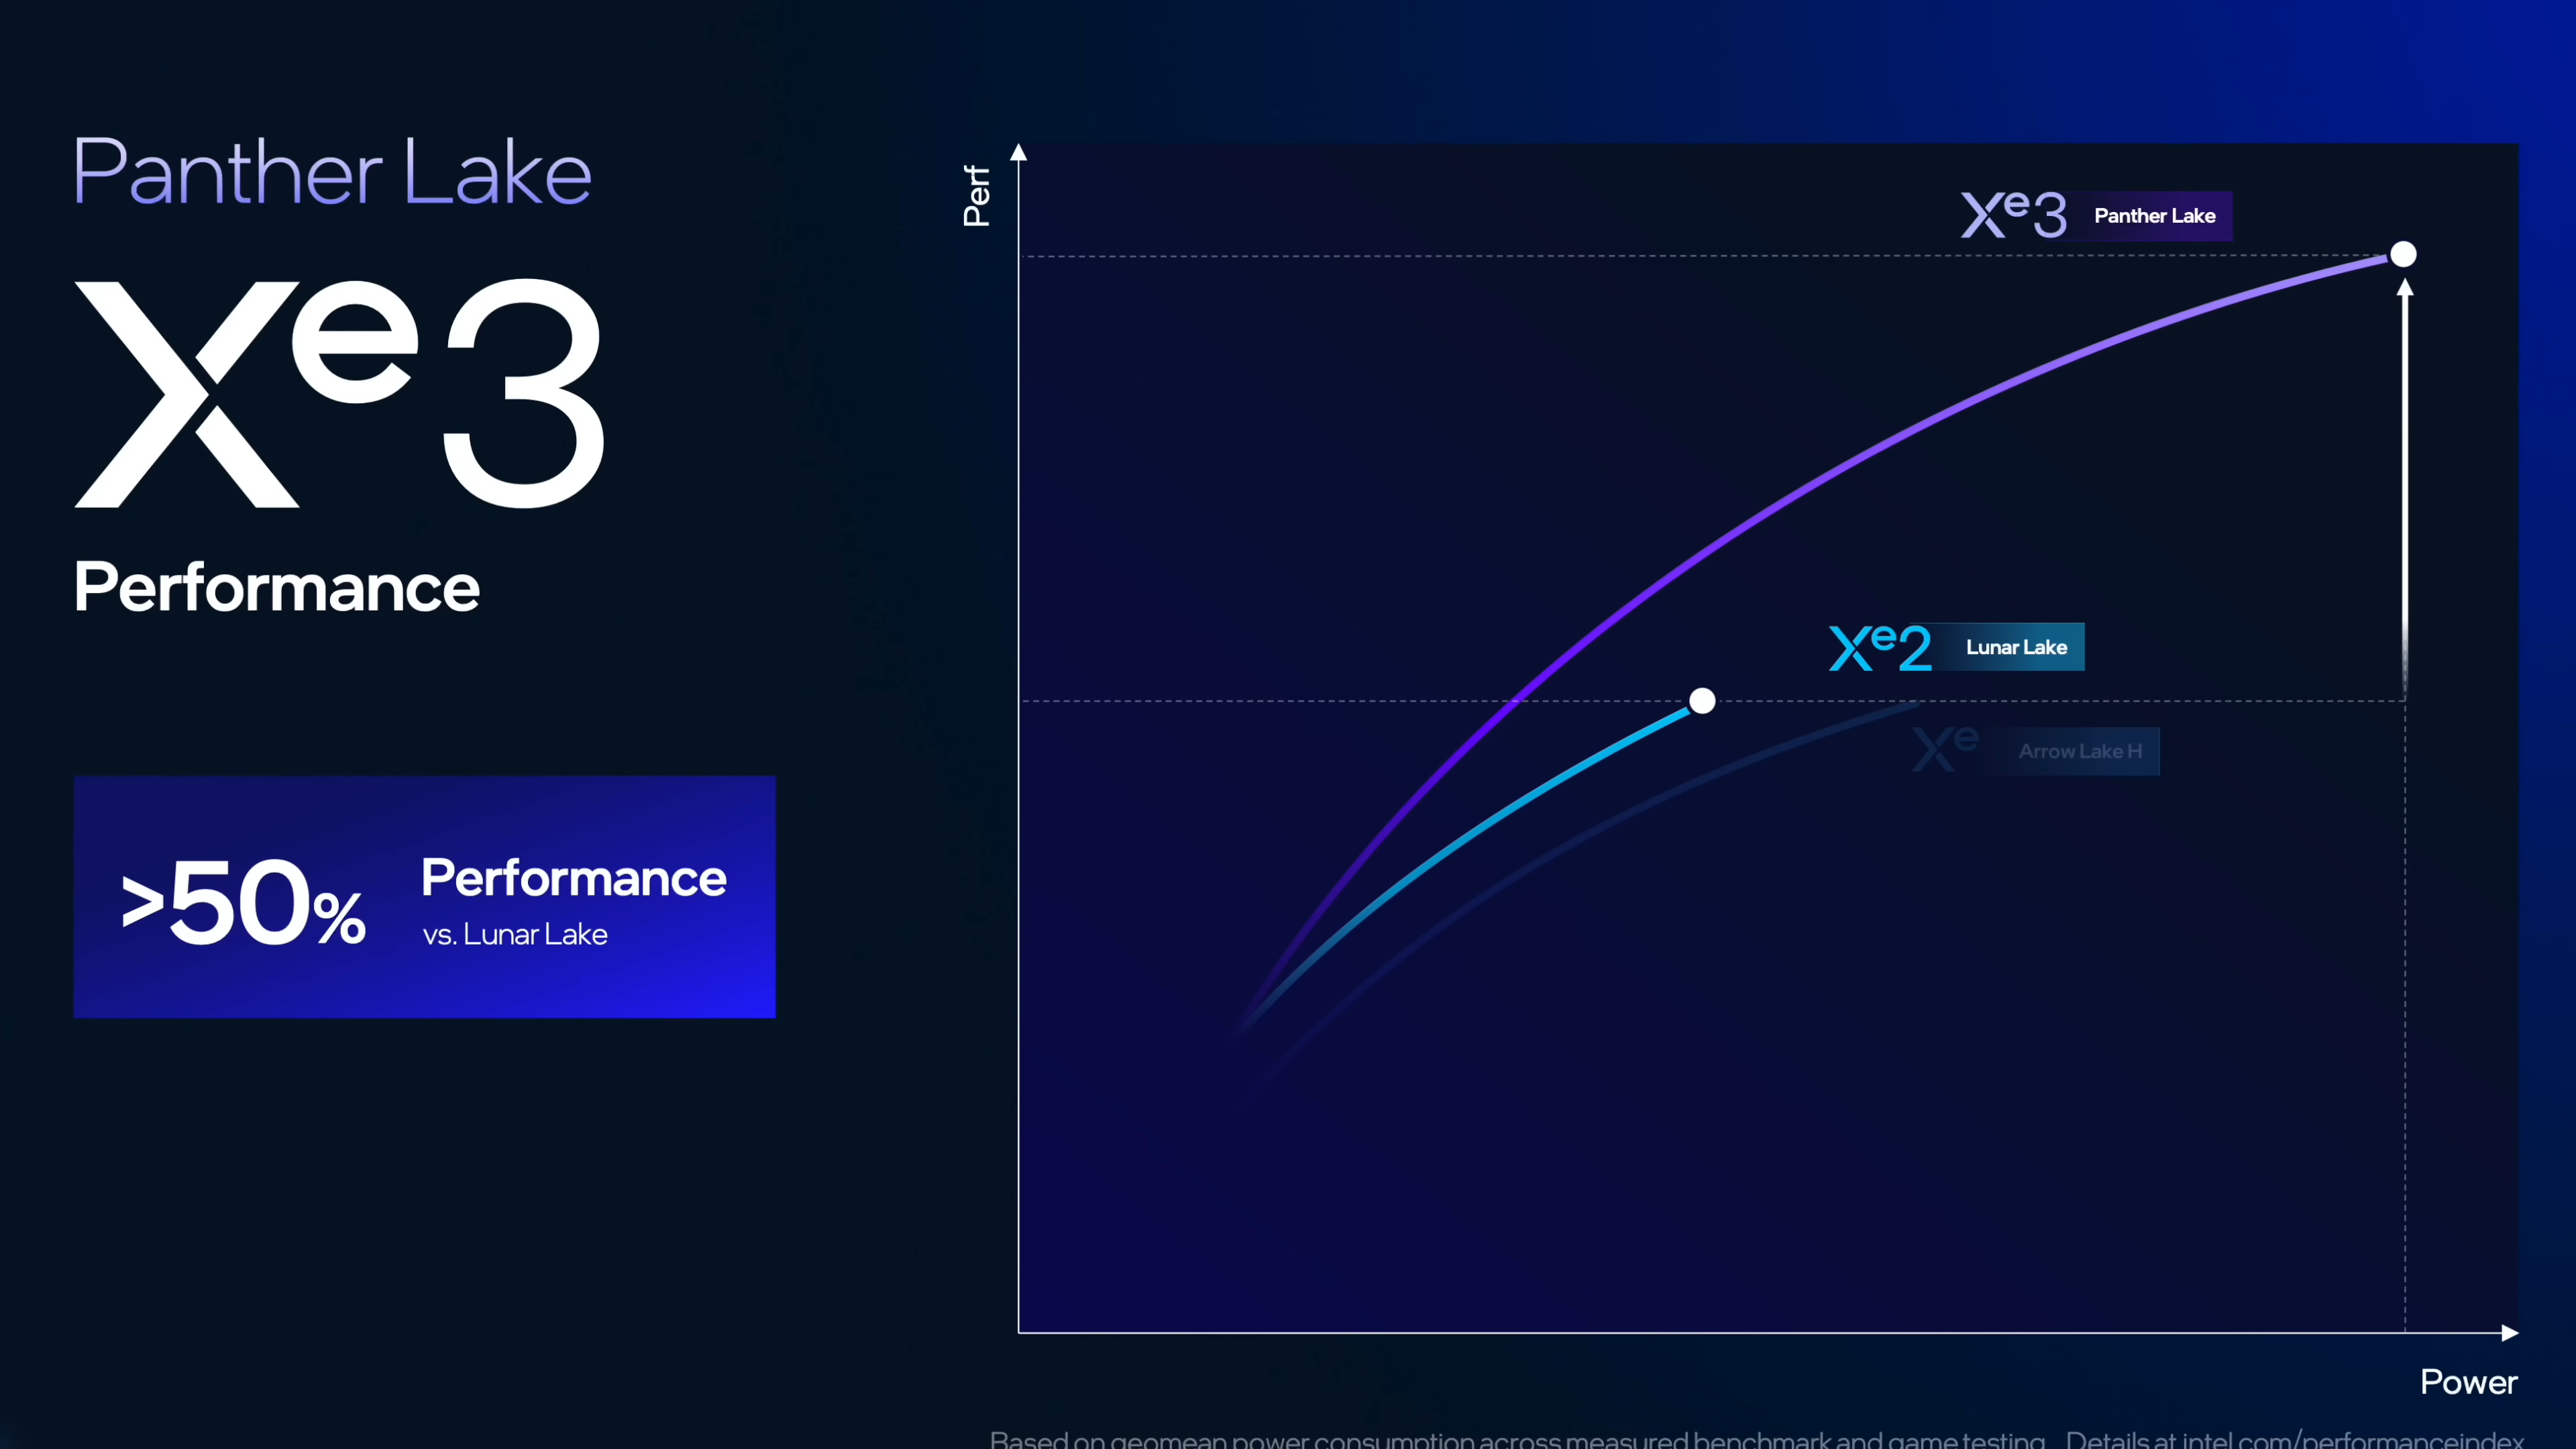 Panther Lake
Xe3
Performance
>50%
Performance
vs. Lunar Lake
Perf
Xe3 Panther Lake
Xe2 Lunar Lake
Xe Arrow Lake H
Power
Based on geomean power consumption across measured benchmark and game testing. Details at intel.com/performanceindex